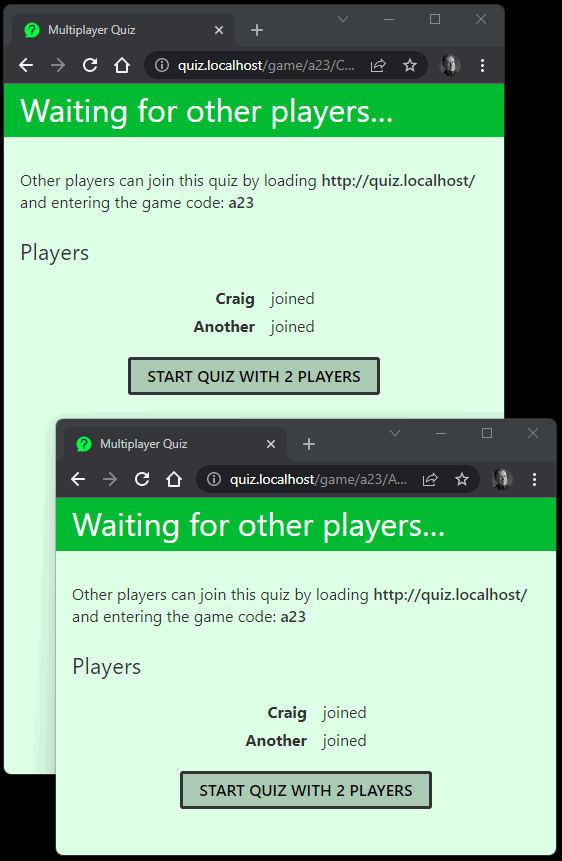 Multiplayer Quiz
quiz.localhost/game/a23/C...
Waiting for other players...
Other players can join this quiz by loading http://quiz.localhost/
and entering the game code: a23
Players
Craig joined
Another joined
START QUIZ WITH 2 PLAYERS
Multiplayer Quiz
quiz.localhost/game/a23/A...
Waiting for other players...
Other players can join this quiz by loading http://quiz.localhost/
and entering the game code: a23
Players
Craig joined
Another joined
START QUIZ WITH 2 PLAYERS